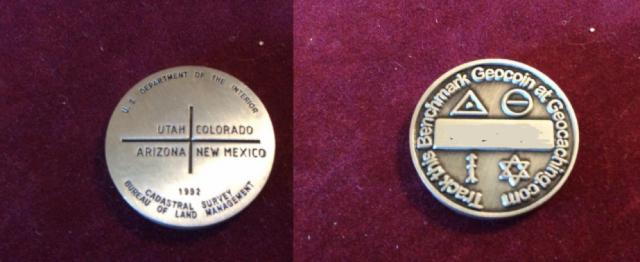 U.S. DEPARTMENT OF THE INTERIOR
UTAH COLORADO
ARIZONA NEW MEXICO
1992
CADASTRAL SURVEY
BUREAU OF LAND MANAGEMENT
Track this Benchmark Geocoin at Geocaching.com